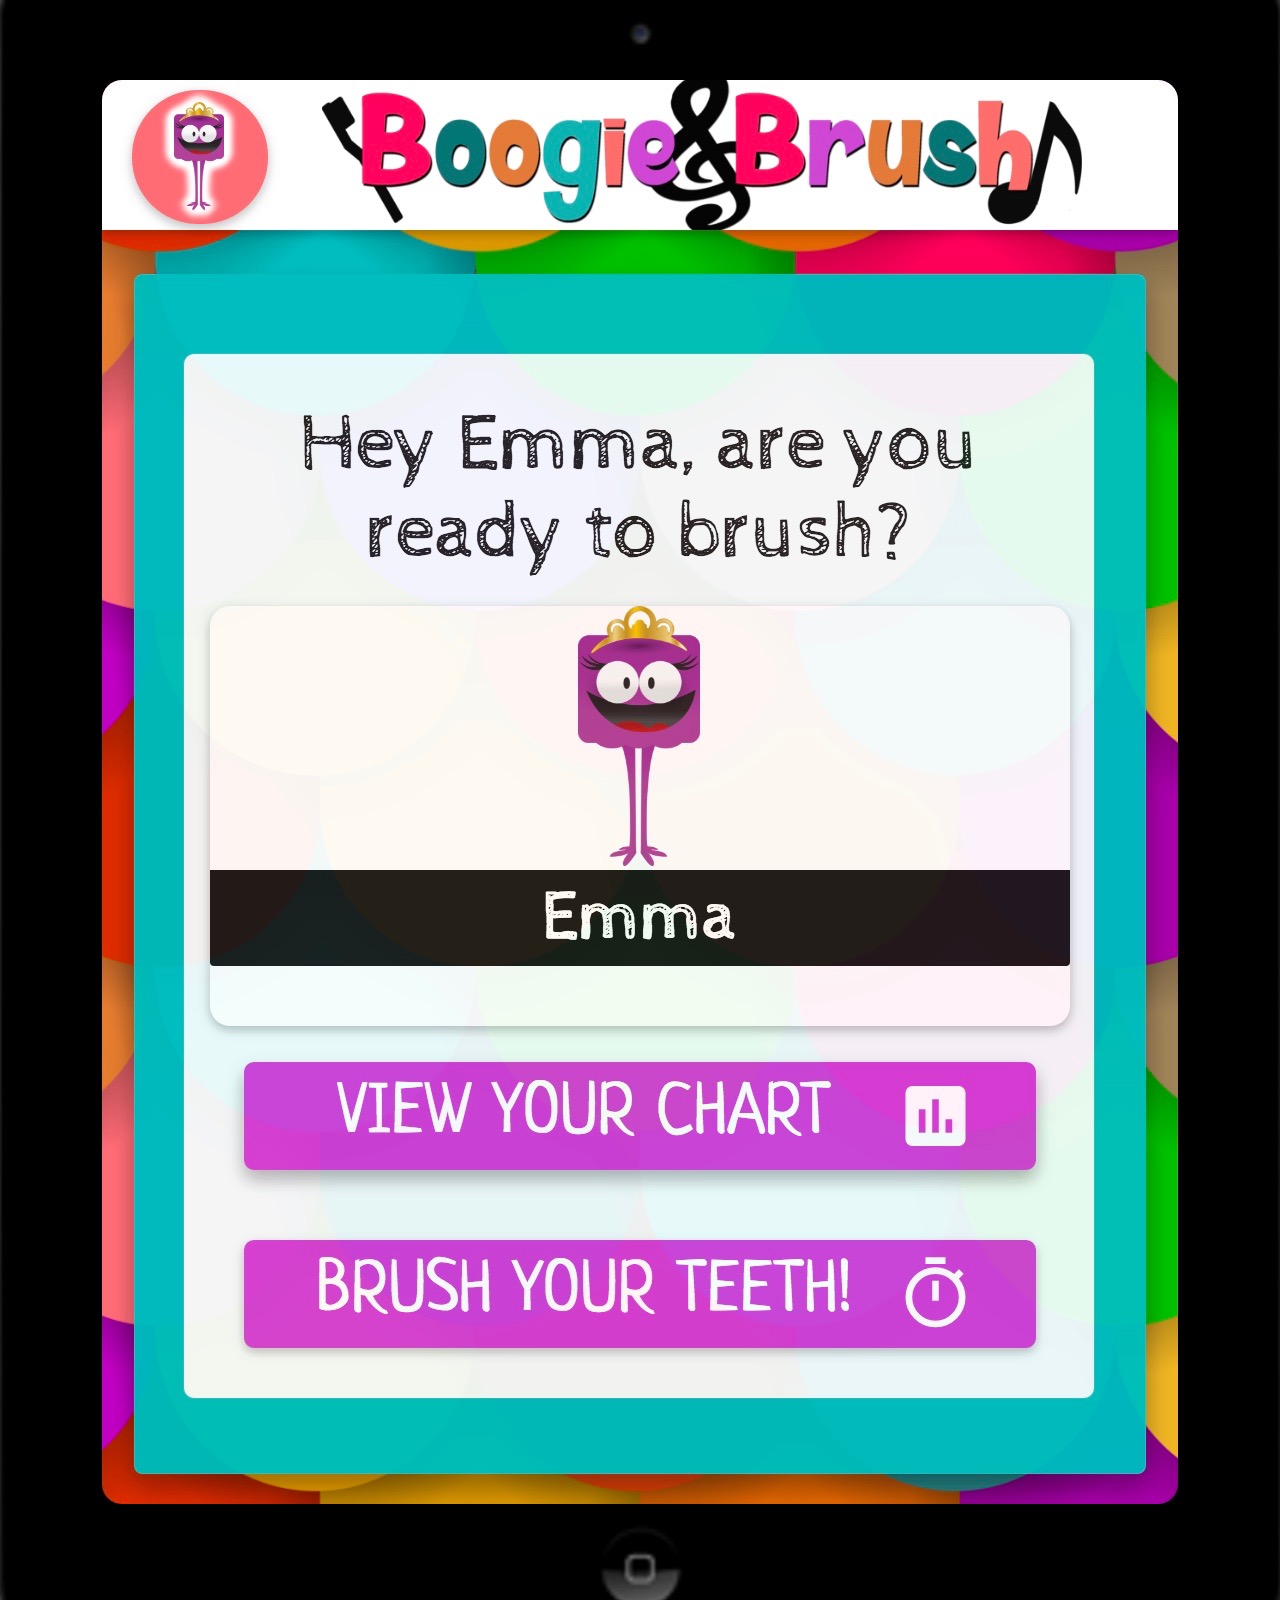 Boogie & Brush
Hey Emma, are you
ready to brush?
Emma
VIEW YOUR CHART
BRUSH YOUR TEETH!